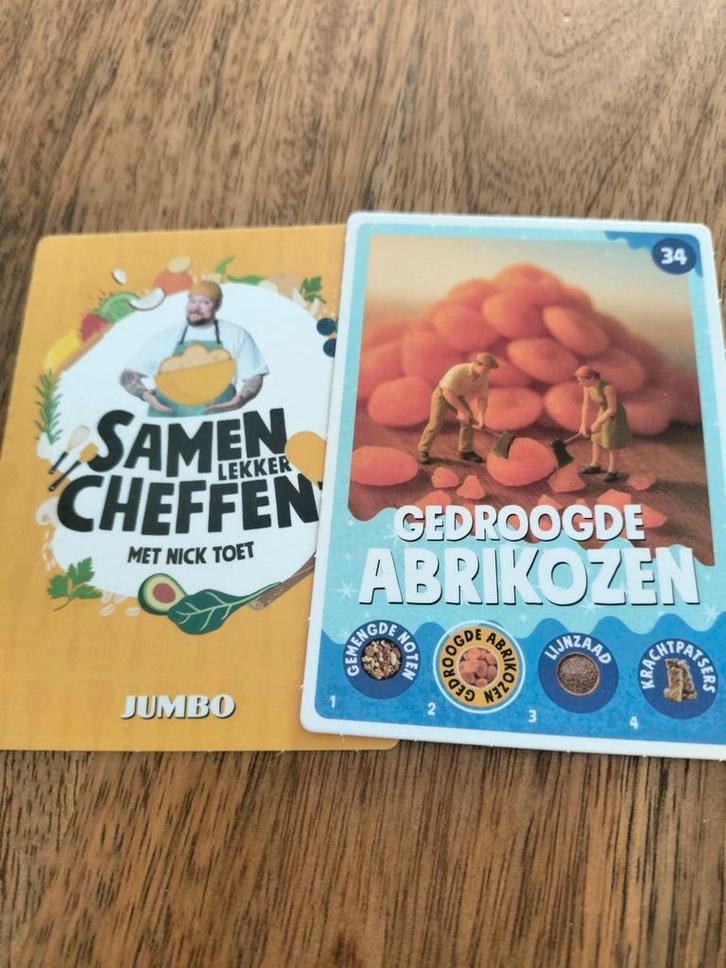 SAMEN
LEKKER
CHEFFEN
MET NICK TOET
JUMBO
34
GEDROOGDE
ABRIKOZEN
GEMENGDE NOTEN
GEDROOGDE ABRIKOZEN
LIJNZAAD
KRACHTPATSERS
1
2
3
4